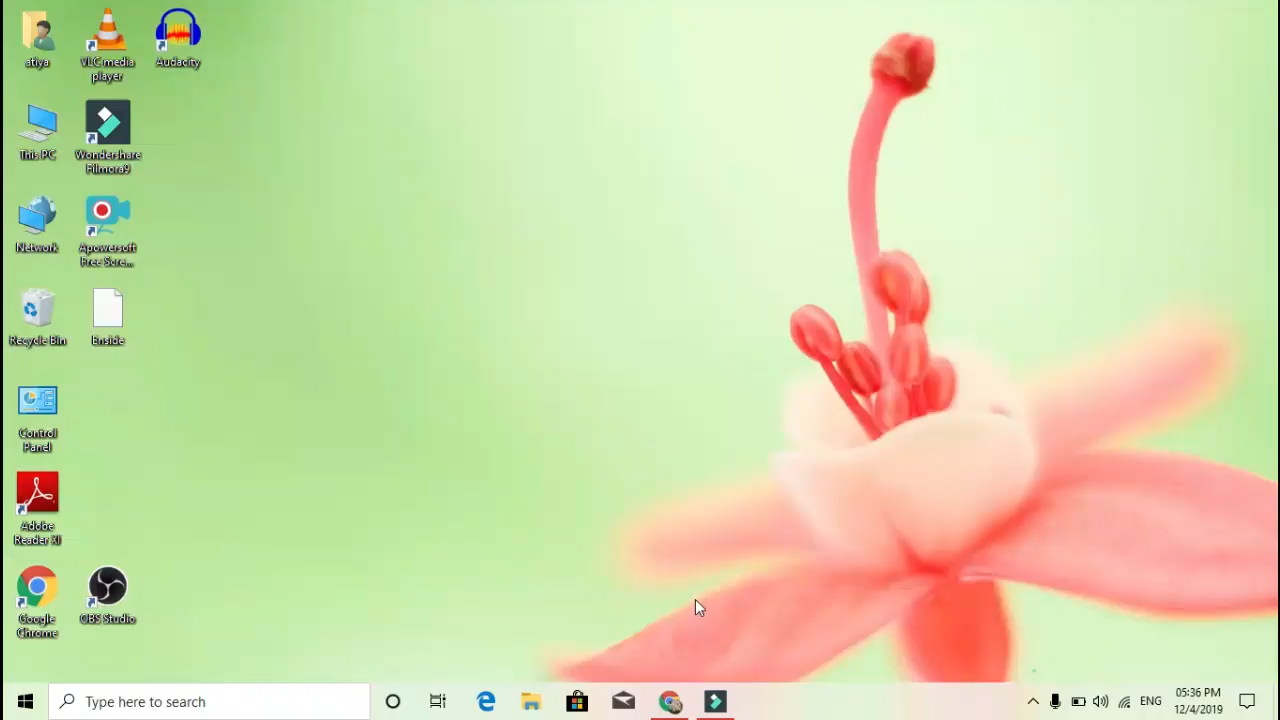 atiya
VLC media
player
Audacity
This PC
Wondershare
Filmora9
Network
Apowersoft
Free Scre...
Recycle Bin
Enside
Control
Panel
Adobe
Reader XI
Google
Chrome
OBS Studio
Type here to search
ENG
05:36 PM
12/4/2019